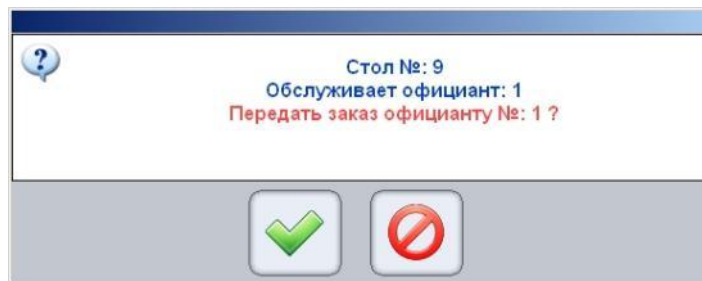 Стол №: 9
Обслуживает официант: 1
Передать заказ официанту №: 1 ?